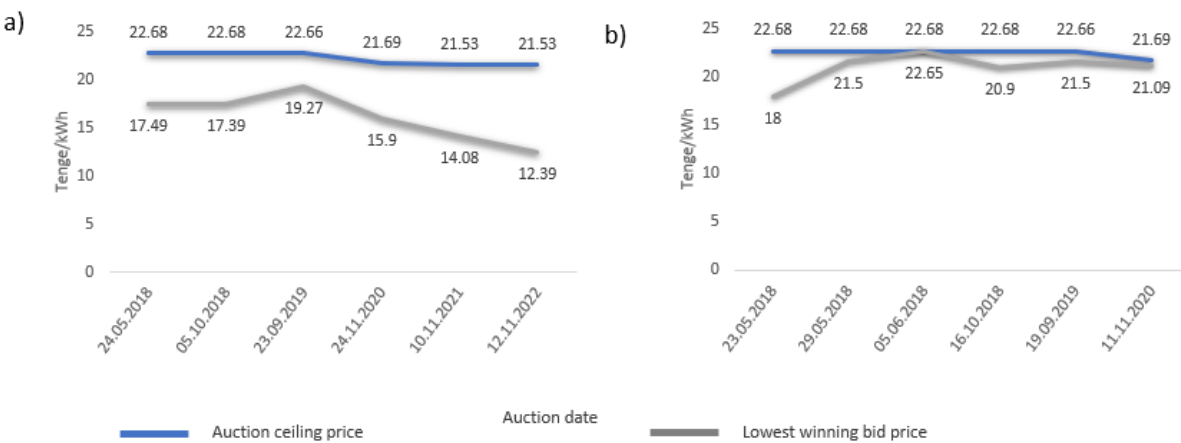 a)
Tenge/kWh
25
20
15
10
5
0
22.68 22.68 22.66 21.69 21.53 21.53
17.49 17.39 19.27 15.9 14.08 12.39
24.05.2018 05.10.2018 23.09.2019 24.11.2020 10.11.2021 12.11.2022
b)
Tenge/kWh
25
20
15
10
5
0
22.68 22.68 22.68 22.68 22.66 21.69
18 21.5 22.65 20.9 21.5 21.09
23.05.2018 29.05.2018 05.06.2018 16.10.2018 19.09.2019 11.11.2020
Auction date
Auction ceiling price
Lowest winning bid price